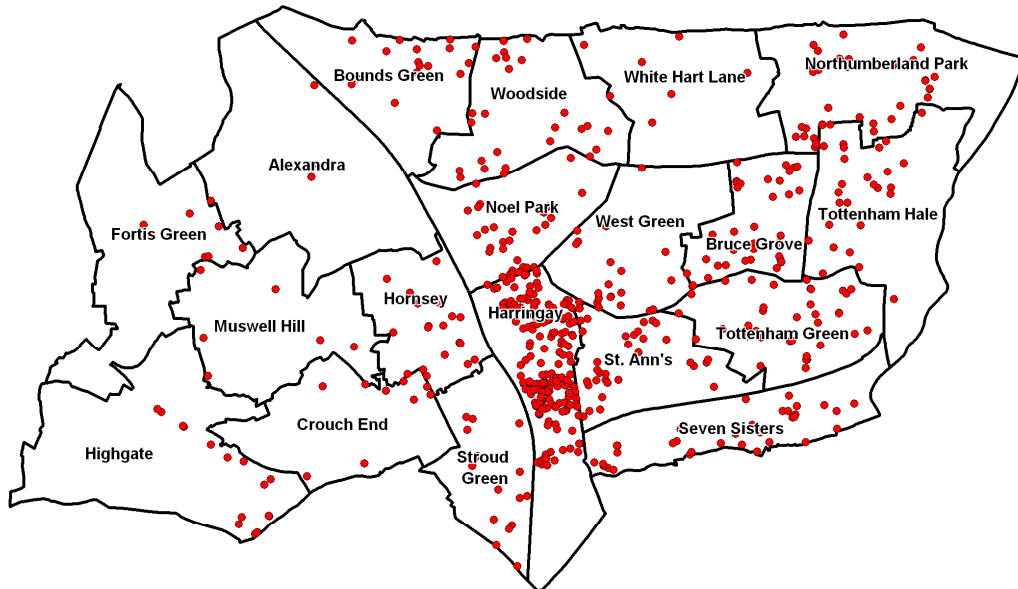 Northumberland Park
Bounds Green
White Hart Lane
Woodside
Alexandra
Noel Park
Tottenham Hale
West Green
Fortis Green
Bruce Grove
Hornsey
Harringay
Muswell Hill
Tottenham Green
St. Ann's
Crouch End
Seven Sisters
Highgate
Stroud
Green